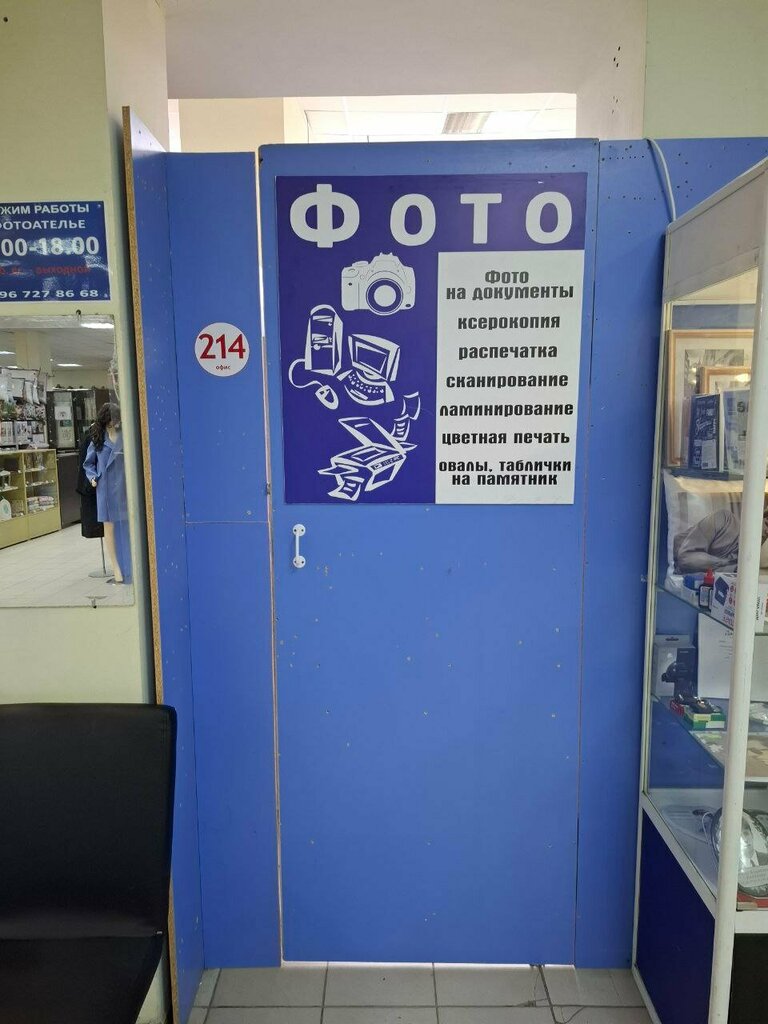 ЖИМ РАБОТЫ
ФОТОАТЕЛЬЕ
00-18.00
выходной
96 727 86 68
214
офис
ФОТО
Фото
на документы
ксерокопия
распечатка
сканирование
ламинирование
цветная печать
овалы, таблички
на памятник